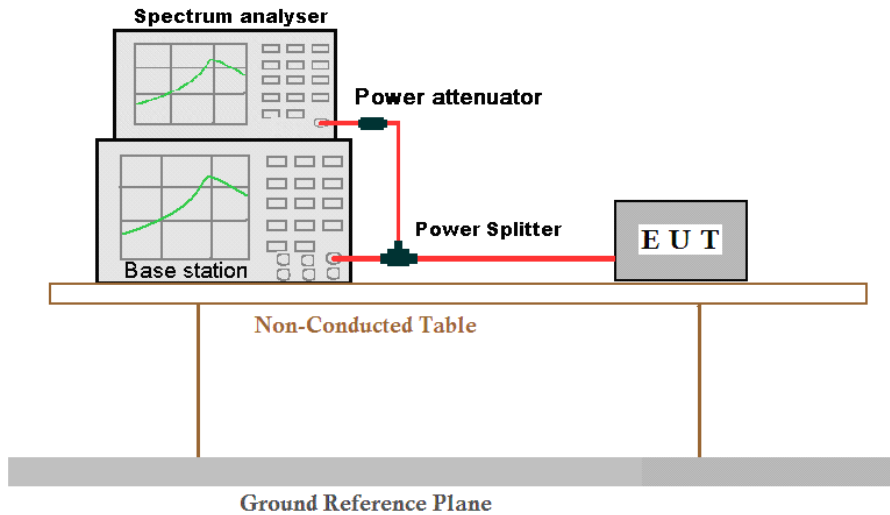 Spectrum analyser
Power attenuator
Power Splitter
E U T
Base station
Non-Conducted Table
Ground Reference Plane